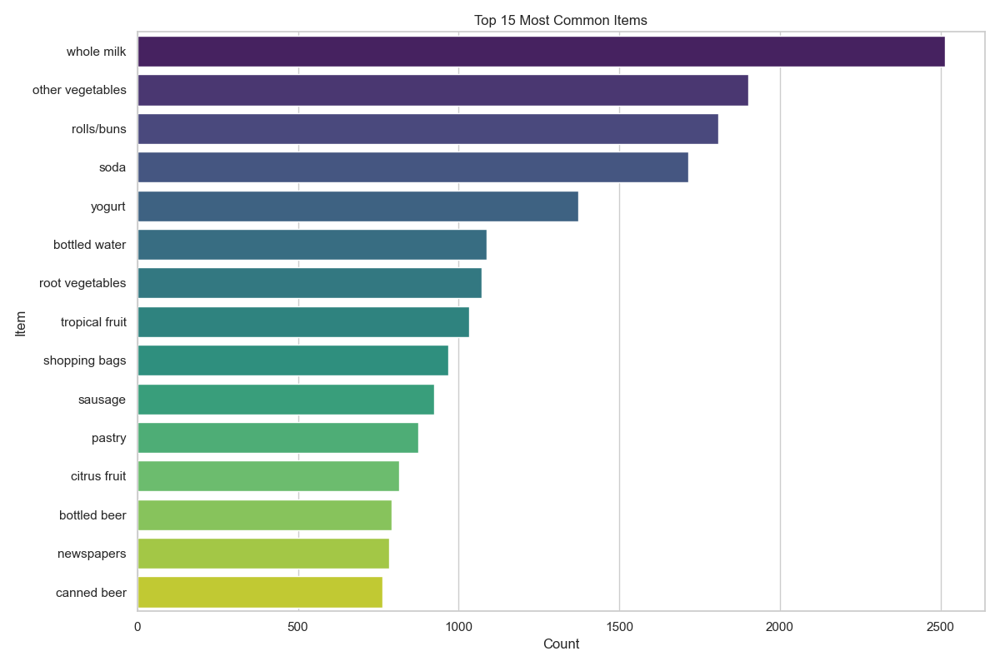 Top 15 Most Common Items
whole milk
other vegetables
rolls/buns
soda
yogurt
bottled water
root vegetables
tropical fruit
shopping bags
sausage
pastry
citrus fruit
bottled beer
newspapers
canned beer
Item
0 500 1000 1500 2000 2500
Count